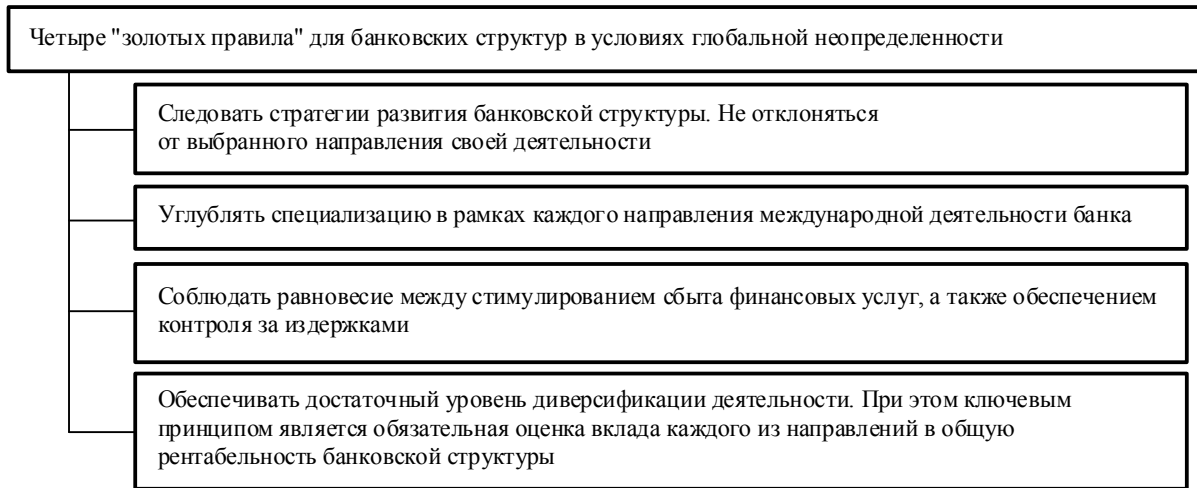 Четыре "золотых правила" для банковских структур в условиях глобальной неопределенности
Следовать стратегии развития банковской структуры. Не отклоняться
от выбранного направления своей деятельности
Углублять специализацию в рамках каждого направления международной деятельности банка
Соблюдать равновесие между стимулированием сбыта финансовых услуг, а также обеспечением
контроля за издержками
Обеспечивать достаточный уровень диверсификации деятельности. При этом ключевым
принципом является обязательная оценка вклада каждого из направлений в общую
рентабельность банковской структуры